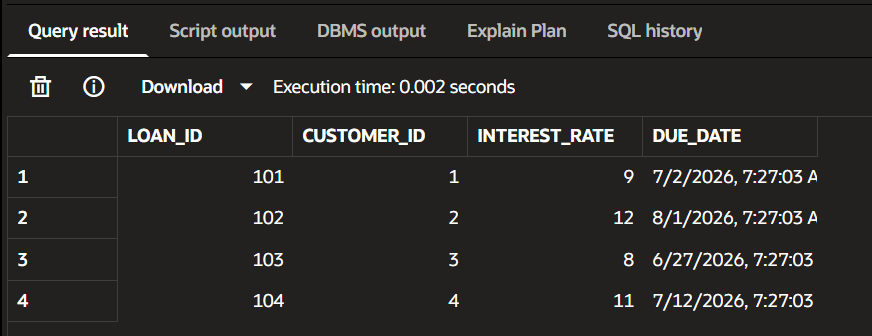 Query result Script output DBMS output Explain Plan SQL history
Download Execution time: 0.002 seconds
LOAN_ID CUSTOMER_ID INTEREST_RATE DUE_DATE
1 101 1 9 7/2/2026, 7:27:03 A
2 102 2 12 8/1/2026, 7:27:03 A
3 103 3 8 6/27/2026, 7:27:03
4 104 4 11 7/12/2026, 7:27:03